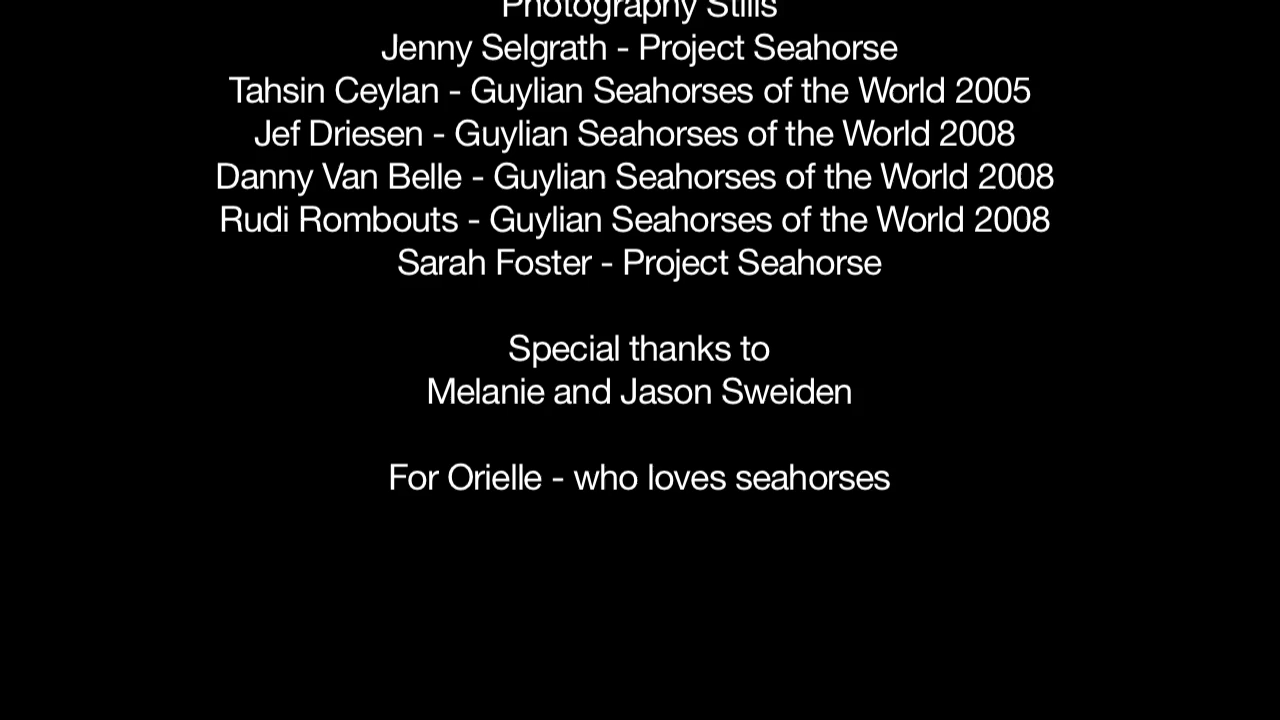 Photography Stills
Jenny Selgrath - Project Seahorse
Tahsin Ceylan - Guylian Seahorses of the World 2005
Jef Driesen - Guylian Seahorses of the World 2008
Danny Van Belle - Guylian Seahorses of the World 2008
Rudi Rombouts - Guylian Seahorses of the World 2008
Sarah Foster - Project Seahorse
Special thanks to
Melanie and Jason Sweiden
For Orielle - who loves seahorses